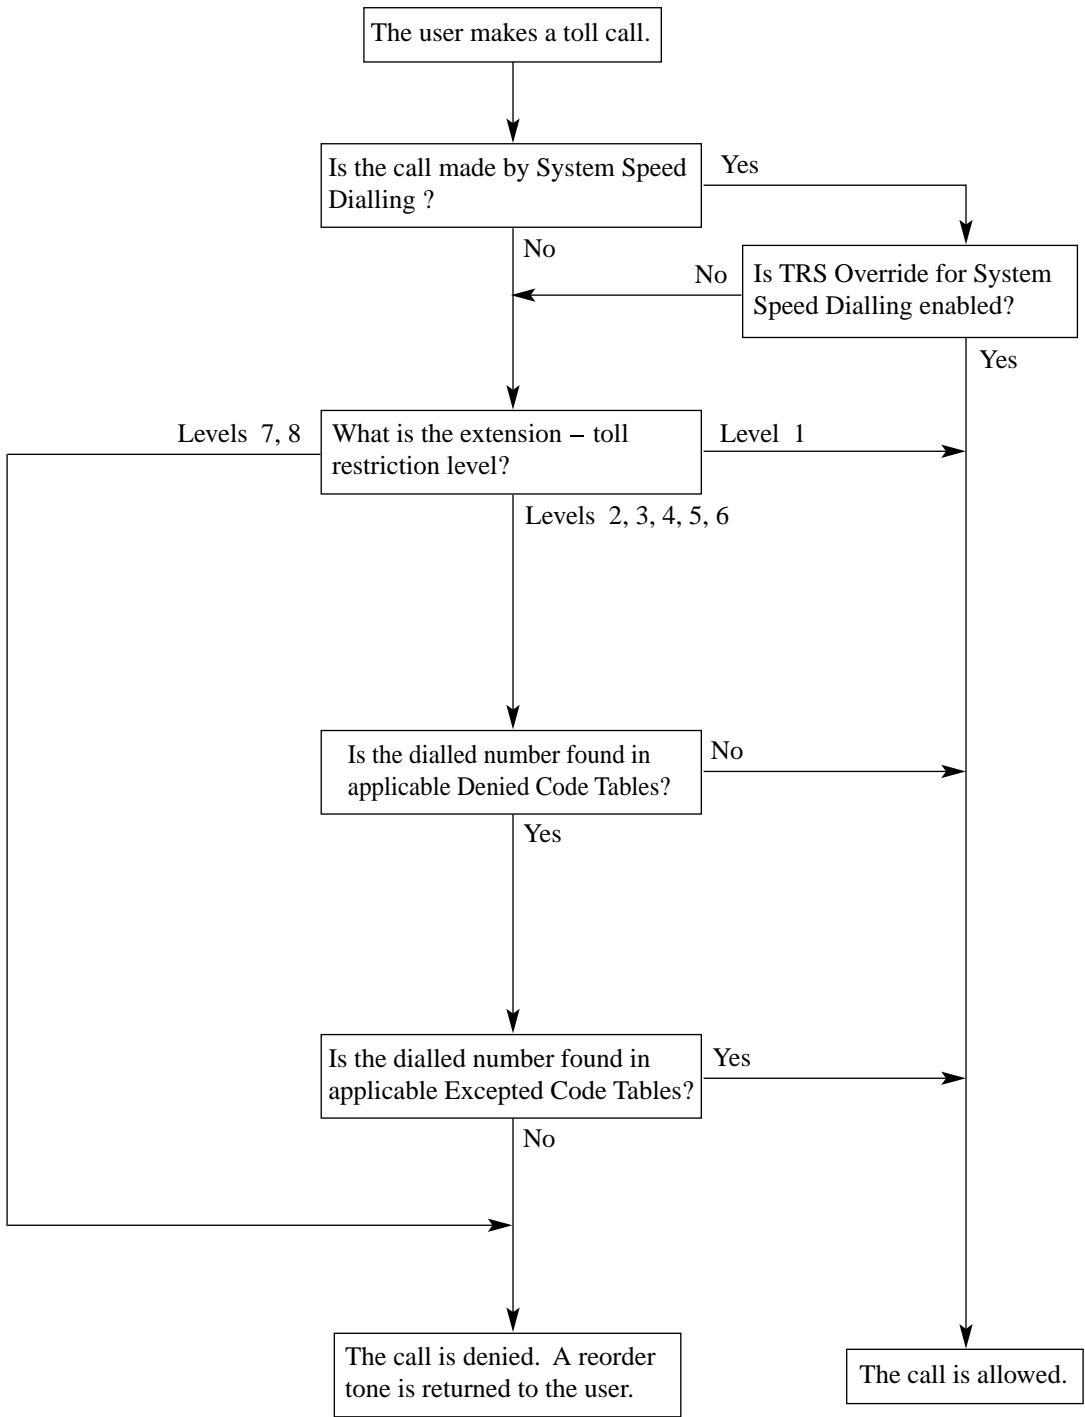 The user makes a toll call.
Is the call made by System Speed
Dialling ?
Yes
No
No
Is TRS Override for System
Speed Dialling enabled?
Yes
Levels 7, 8
What is the extension – toll
restriction level?
Level 1
Levels 2, 3, 4, 5, 6
Is the dialled number found in
applicable Denied Code Tables?
No
Yes
Is the dialled number found in
applicable Excepted Code Tables?
Yes
No
The call is denied. A reorder
tone is returned to the user.
The call is allowed.